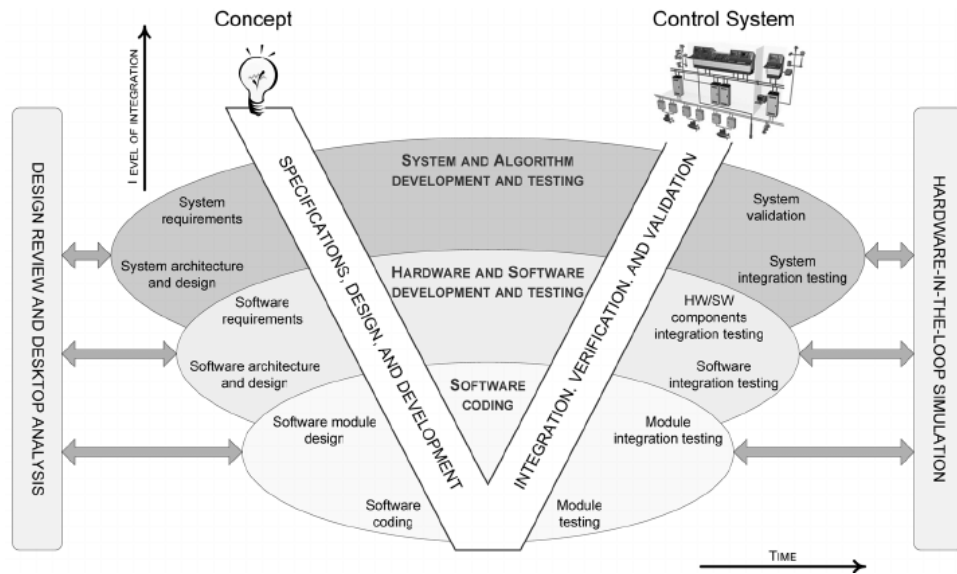 Concept
Control System
LEVEL OF INTEGRATION
DESIGN REVIEW AND DESKTOP ANALYSIS
HARDWARE-IN-THE-LOOP SIMULATION
SPECIFICATIONS, DESIGN, AND DEVELOPMENT
INTEGRATION, VERIFICATION, AND VALIDATION
SYSTEM AND ALGORITHM
DEVELOPMENT AND TESTING
System
requirements
System
validation
System architecture
and design
System
integration testing
HARDWARE AND SOFTWARE
DEVELOPMENT AND TESTING
Software
requirements
HW/SW
components
integration testing
Software architecture
and design
Software
integration testing
SOFTWARE
CODING
Software module
design
Module
integration testing
Software
coding
Module
testing
TIME